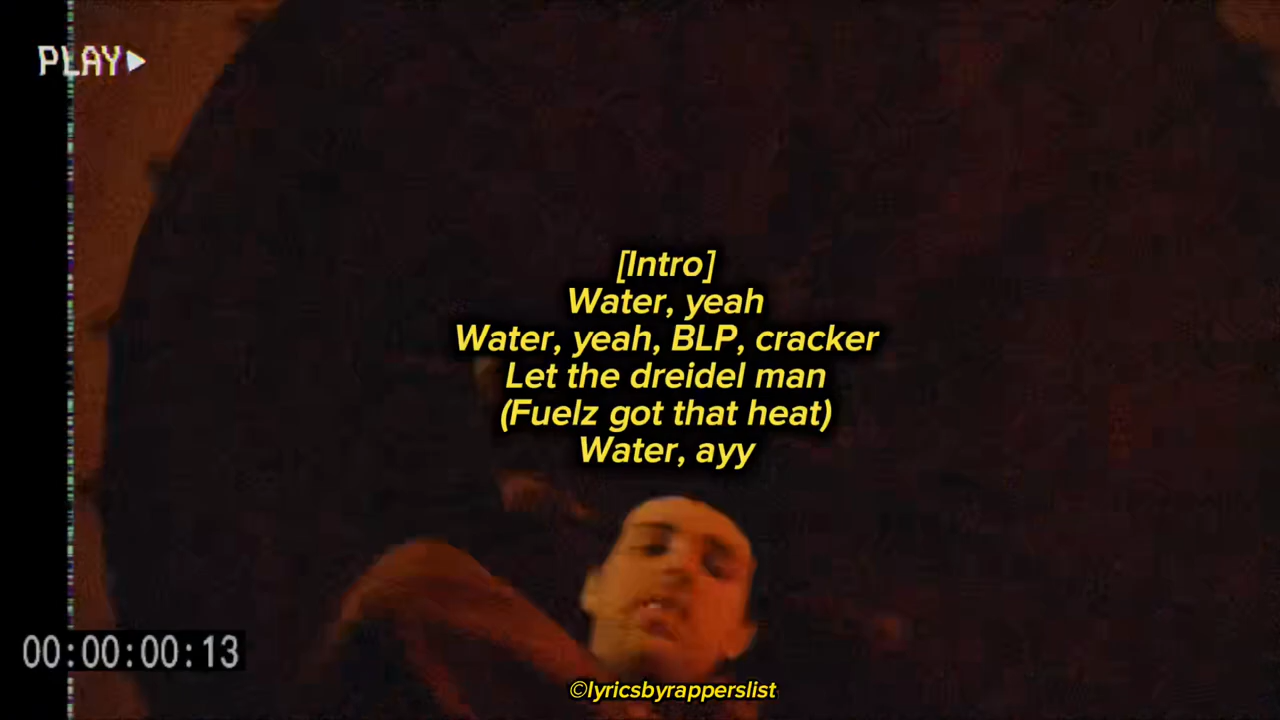 PLAY▶
[Intro]
Water, yeah
Water, yeah, BLP, cracker
Let the dreidel man
(Fuelz got that heat)
Water, ayy
00:00:00:13
©lyricsbyrapperslist